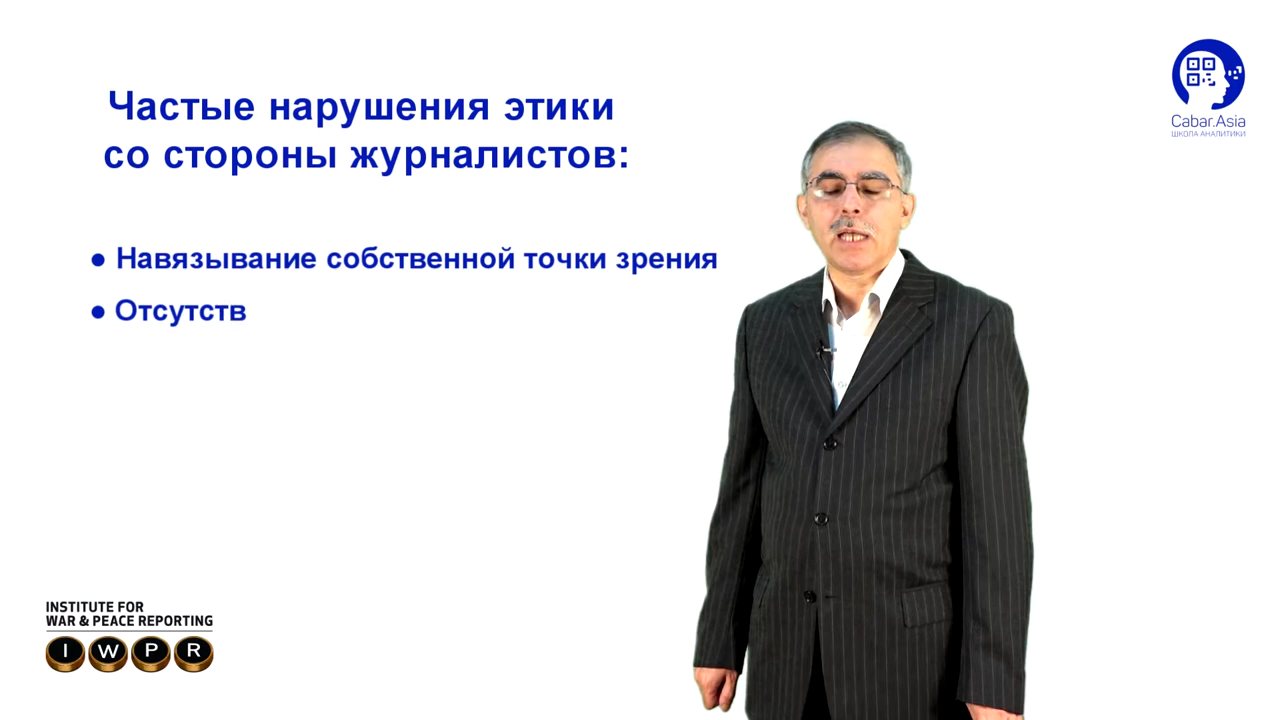 Частые нарушения этики
со стороны журналистов:
● Навязывание собственной точки зрения
● Отсутств
Cabar.Asia
ШКОЛА АНАЛИТИКИ
INSTITUTE FOR
WAR & PEACE REPORTING
I W P R